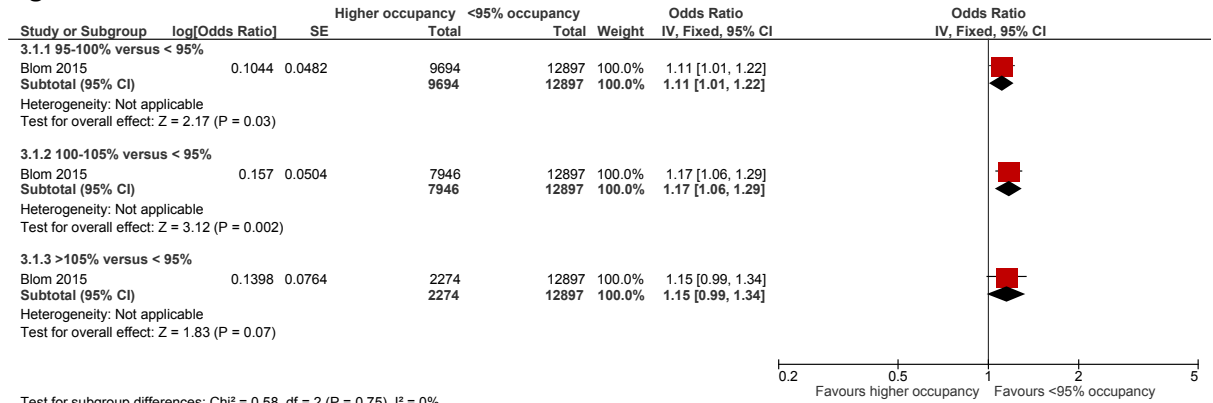 Higher occupancy <95% occupancy Odds Ratio Odds Ratio
Study or Subgroup log[Odds Ratio] SE Total Total Weight IV, Fixed, 95% CI IV, Fixed, 95% CI
3.1.1 95-100% versus < 95%
Blom 2015 0.1044 0.0482 9694 12897 100.0% 1.11 [1.01, 1.22]
Subtotal (95% CI) 9694 12897 100.0% 1.11 [1.01, 1.22]
Heterogeneity: Not applicable
Test for overall effect: Z = 2.17 (P = 0.03)
3.1.2 100-105% versus < 95%
Blom 2015 0.157 0.0504 7946 12897 100.0% 1.17 [1.06, 1.29]
Subtotal (95% CI) 7946 12897 100.0% 1.17 [1.06, 1.29]
Heterogeneity: Not applicable
Test for overall effect: Z = 3.12 (P = 0.002)
3.1.3 >105% versus < 95%
Blom 2015 0.1398 0.0764 2274 12897 100.0% 1.15 [0.99, 1.34]
Subtotal (95% CI) 2274 12897 100.0% 1.15 [0.99, 1.34]
Heterogeneity: Not applicable
Test for overall effect: Z = 1.83 (P = 0.07)
0.2 0.5 1 2 5
Favours higher occupancy Favours <95% occupancy
Test for subgroup differences: Chi² = 0.58, df = 2 (P = 0.75), I² = 0%